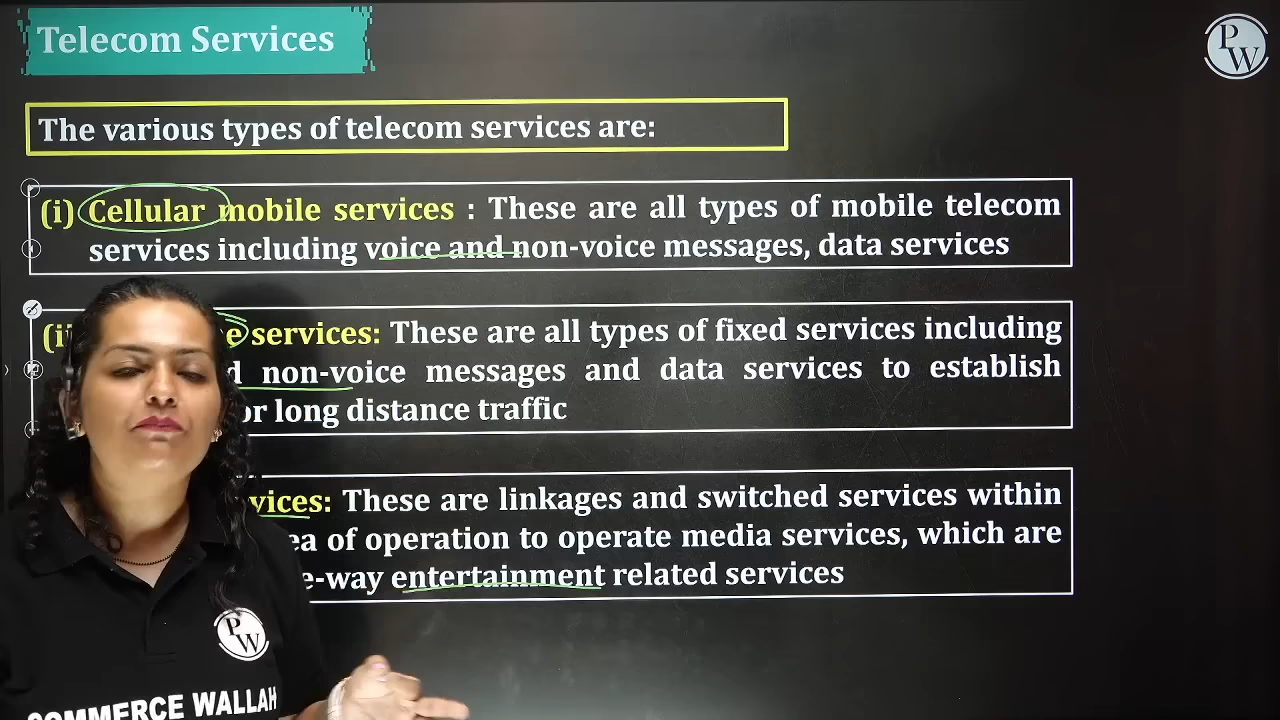 Telecom Services
PW
The various types of telecom services are:
(i) Cellular mobile services : These are all types of mobile telecom
services including voice and non-voice messages, data services
services: These are all types of fixed services including
non-voice messages and data services to establish
or long distance traffic
These are linkages and switched services within
of operation to operate media services, which are
entertainment related services
PW
COMMERCE WALLAH